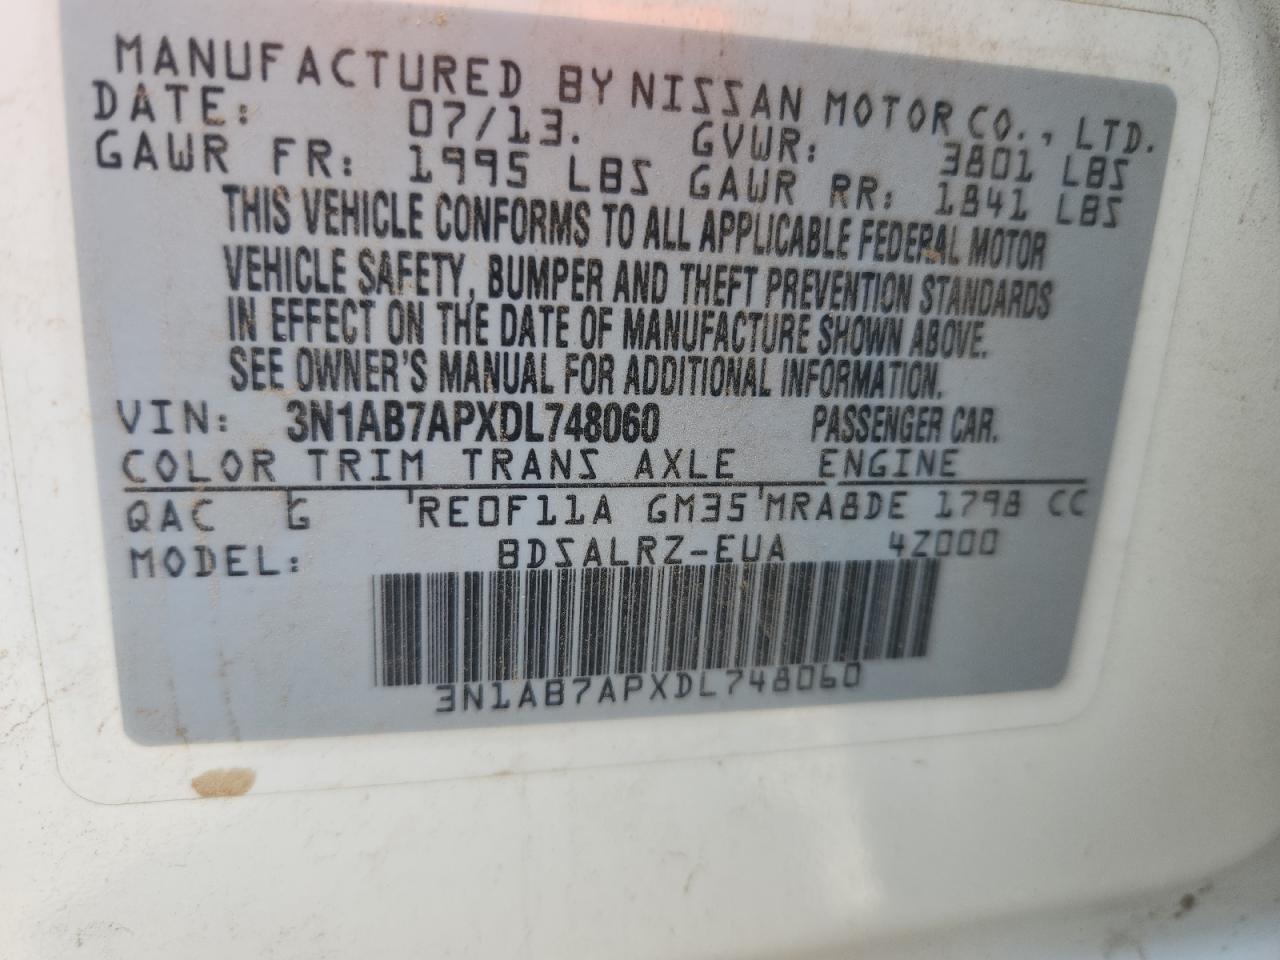 MANUFACTURED BY NISSAN MOTOR CO., LTD.
DATE: 07/13. GVWR: 3801 LBS
GAWR FR: 1995 LBS GAWR RR: 1841 LBS
THIS VEHICLE CONFORMS TO ALL APPLICABLE FEDERAL MOTOR
VEHICLE SAFETY, BUMPER AND THEFT PREVENTION STANDARDS
IN EFFECT ON THE DATE OF MANUFACTURE SHOWN ABOVE.
SEE OWNER'S MANUAL FOR ADDITIONAL INFORMATION.
VIN: 3N1AB7APXDL748060 PASSENGER CAR.
COLOR TRIM TRANS AXLE ENGINE
QAC G RE0F11A GM35 MRA8DE 1798 CC
MODEL: BDSALRZ-EUA 4Z000
3N1AB7APXDL748060